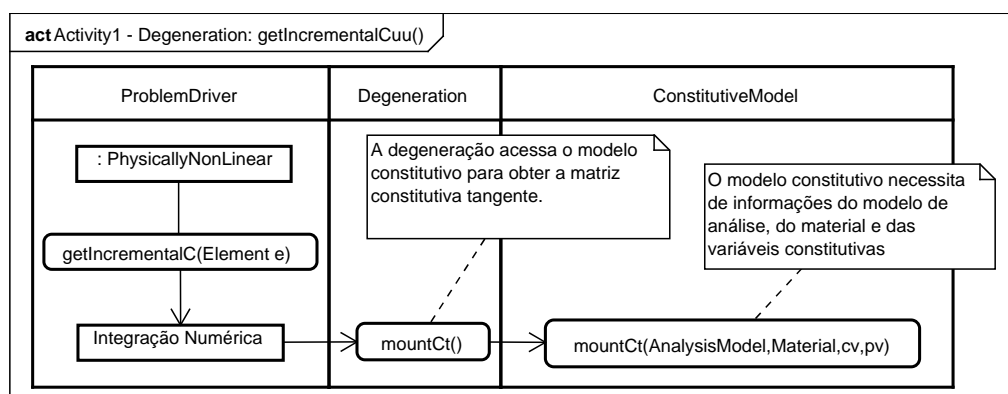 act Activity1 - Degeneration: getIncrementalCuu()
ProblemDriver
Degeneration
ConstitutiveModel
: PhysicallyNonLinear
A degeneração acessa o modelo
constitutivo para obter a matriz
constitutiva tangente.
O modelo constitutivo necessita
de informações do modelo de
análise, do material e das
variáveis constitutivas
getIncrementalC(Element e)
Integração Numérica
mountCt()
mountCt(AnalysisModel,Material,cv,pv)